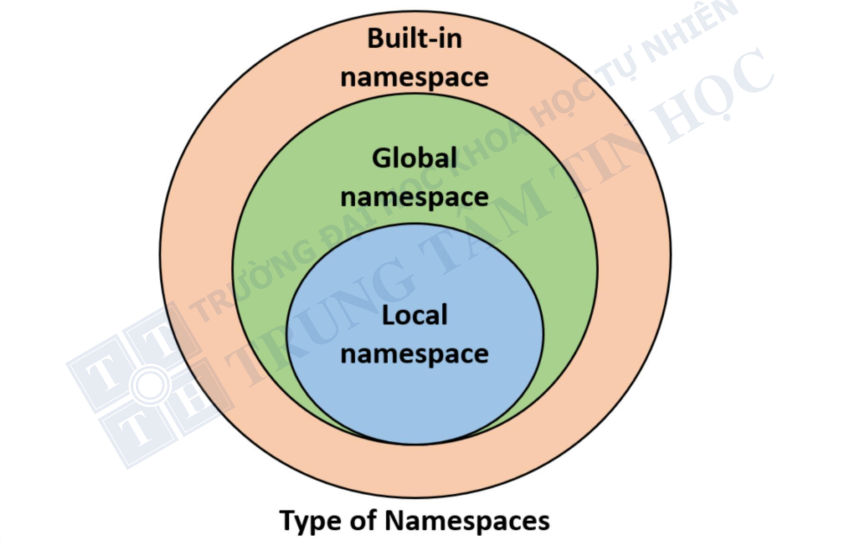 Built-in
namespace
Global
namespace
Local
namespace
Type of Namespaces
TRƯỜNG ĐẠI HỌC KHOA HỌC TỰ NHIÊN
TRUNG TÂM TIN HỌC
T T
T H